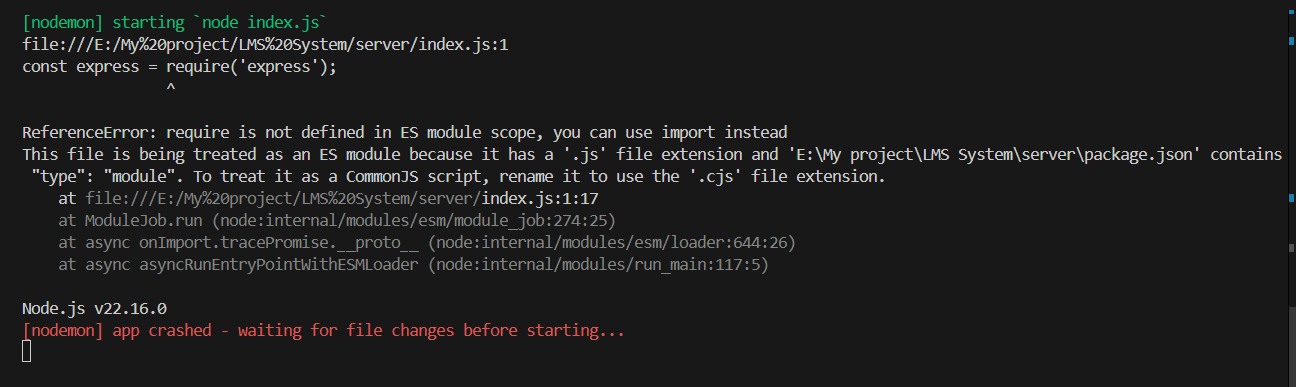 [nodemon] starting `node index.js`
file:///E:/My%20project/LMS%20System/server/index.js:1
const express = require('express');
^
ReferenceError: require is not defined in ES module scope, you can use import instead
This file is being treated as an ES module because it has a '.js' file extension and 'E:\My project\LMS System\server\package.json' contains
"type": "module". To treat it as a CommonJS script, rename it to use the '.cjs' file extension.
at file:///E:/My%20project/LMS%20System/server/index.js:1:17
at ModuleJob.run (node:internal/modules/esm/module_job:274:25)
at async onImport.tracePromise.__proto__ (node:internal/modules/esm/loader:644:26)
at async asyncRunEntryPointWithESMLoader (node:internal/modules/run_main:117:5)
Node.js v22.16.0
[nodemon] app crashed - waiting for file changes before starting...